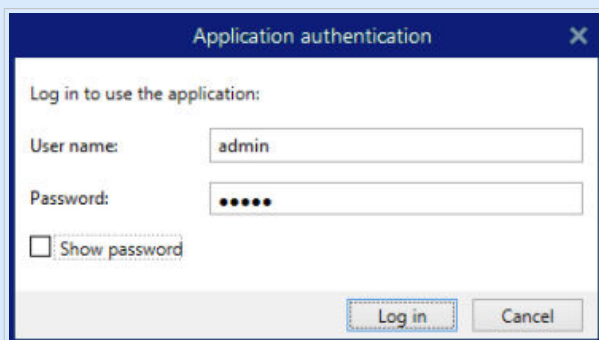 Application authentication
Log in to use the application:
User name: admin
Password: •••••
Show password
Log in Cancel